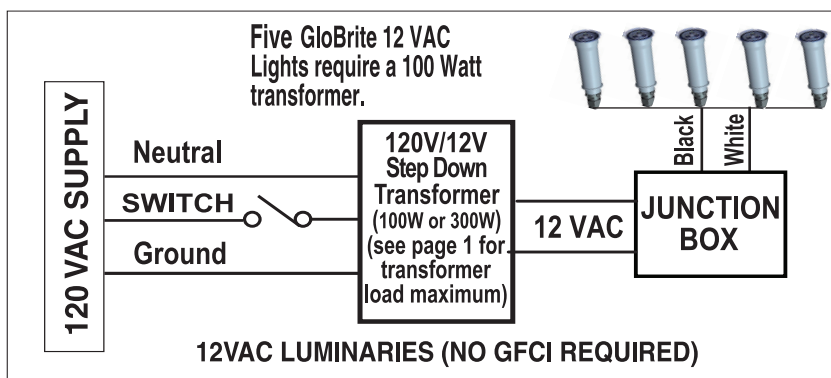 Five GloBrite 12 VAC
Lights require a 100 Watt
transformer.
120 VAC SUPPLY
Neutral
SWITCH
Ground
120V/12V
Step Down
Transformer
(100W or 300W)
(see page 1 for
transformer
load maximum)
12 VAC
Black
White
JUNCTION
BOX
12VAC LUMINARIES (NO GFCI REQUIRED)